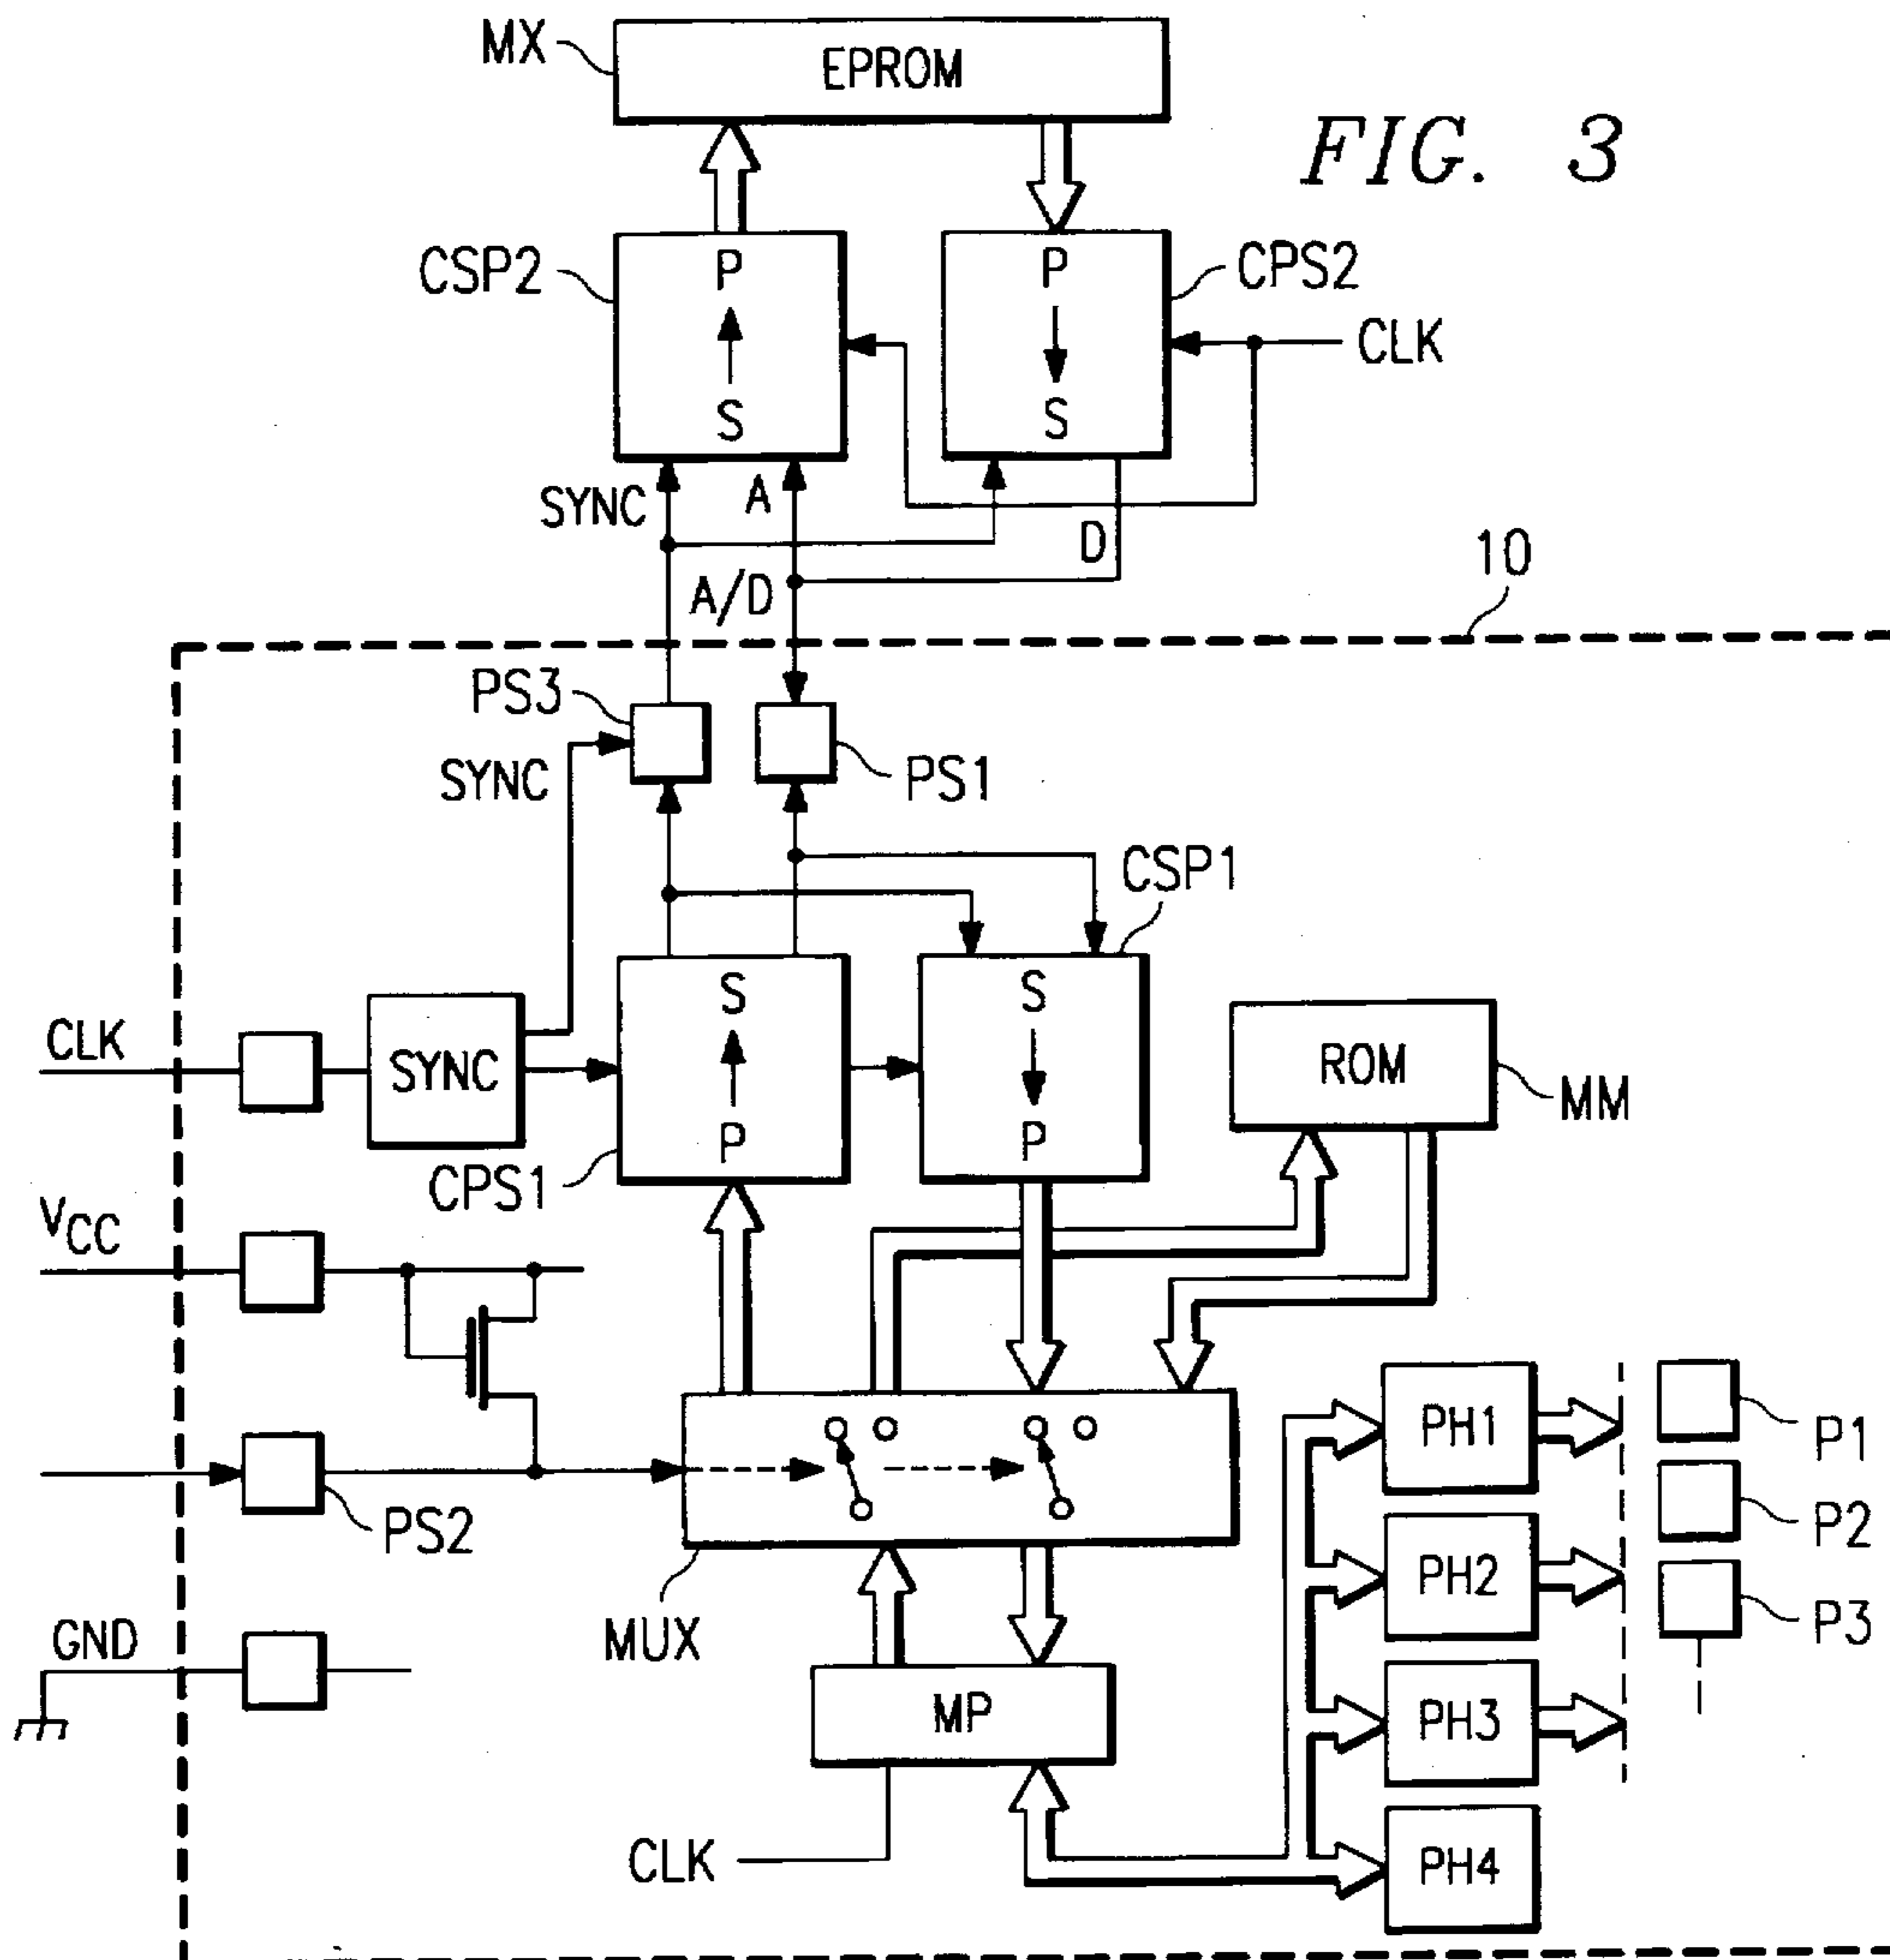 MX
EPROM
FIG. 3
CSP2
P
S
P
S
CPS2
CLK
SYNC
A
D
A/D
10
PS3
SYNC
PS1
CSP1
CLK
SYNC
S
P
S
P
ROM
MM
CPS1
VCC
PS2
MUX
PH1
P1
PH2
P2
P3
GND
MP
PH3
CLK
PH4